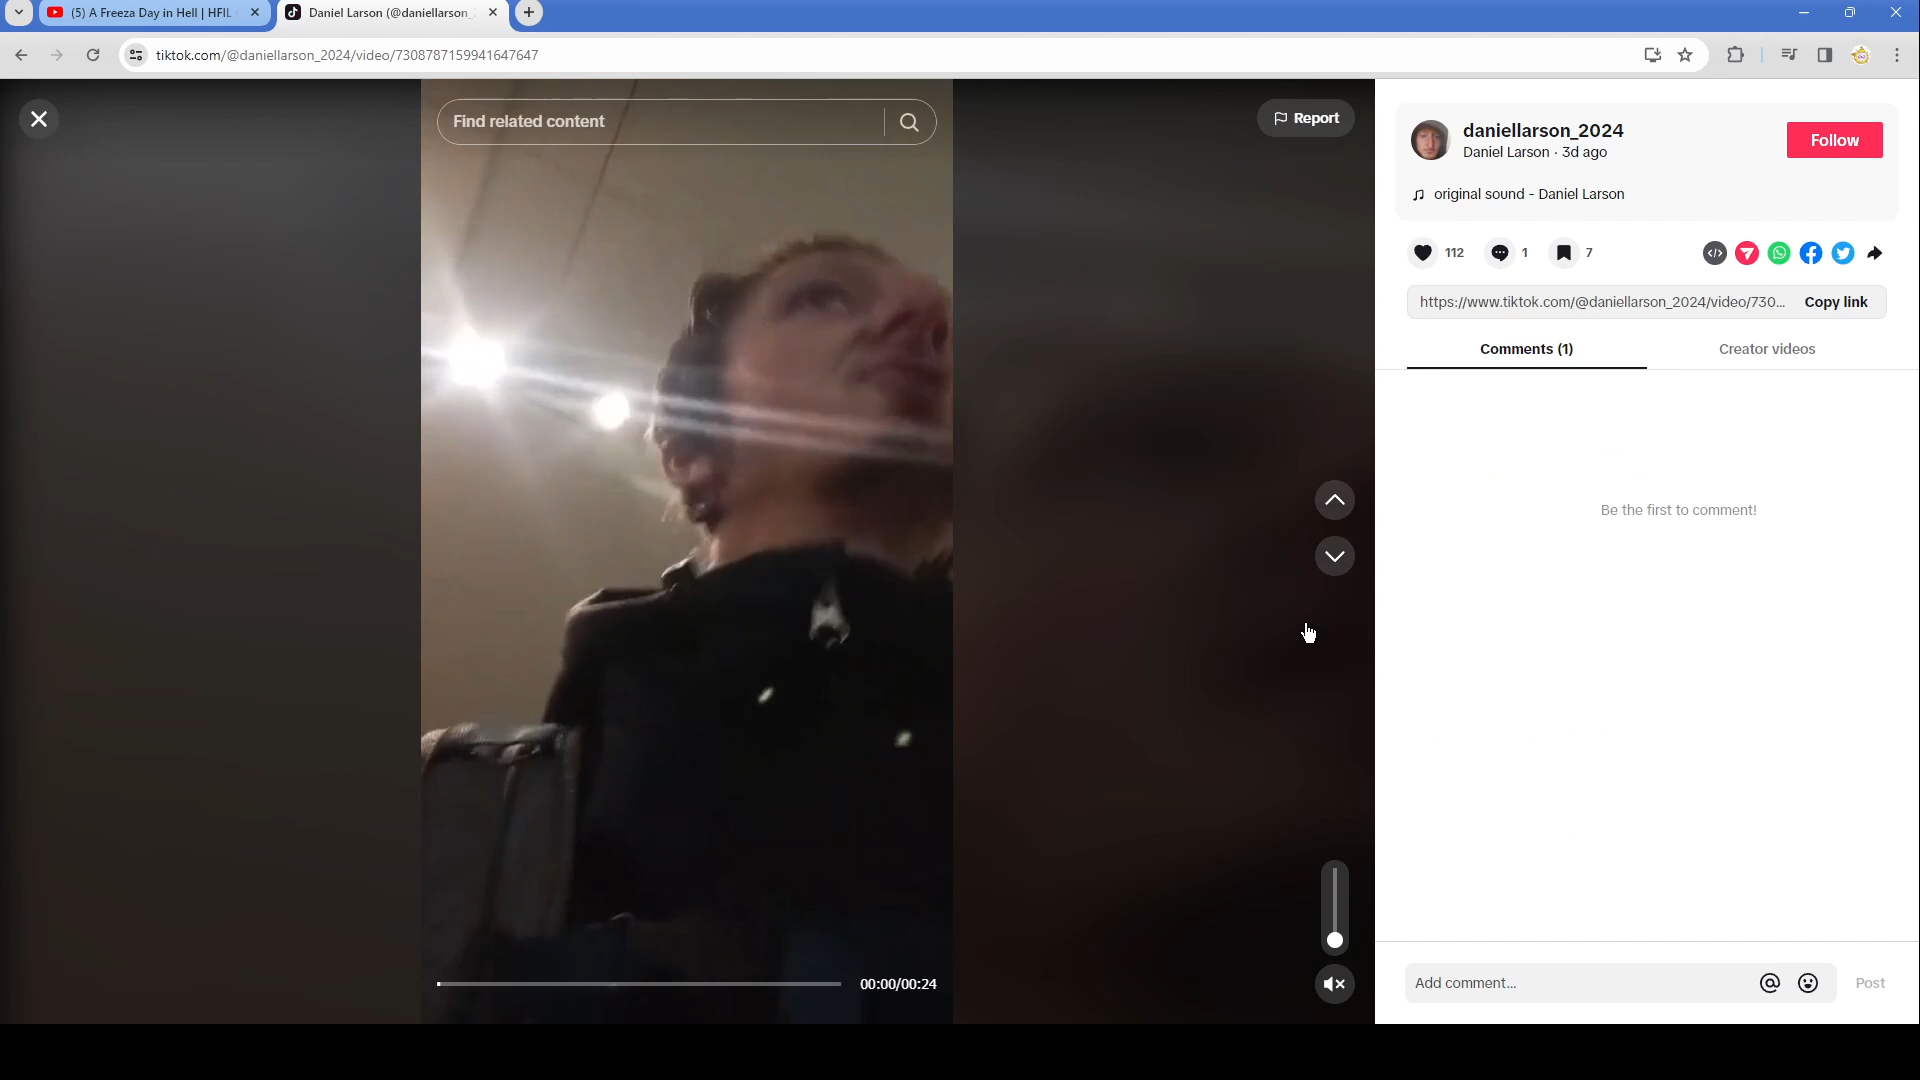 (5) A Freeza Day in Hell | HFIL
Daniel Larson (@daniellarson_
tiktok.com/@daniellarson_2024/video/7308787159941647647
Find related content
Report
daniellarson_2024
Daniel Larson · 3d ago
Follow
original sound - Daniel Larson
112
1
7
https://www.tiktok.com/@daniellarson_2024/video/730...
Copy link
Comments (1)
Creator videos
Be the first to comment!
00:00/00:24
Add comment...
Post